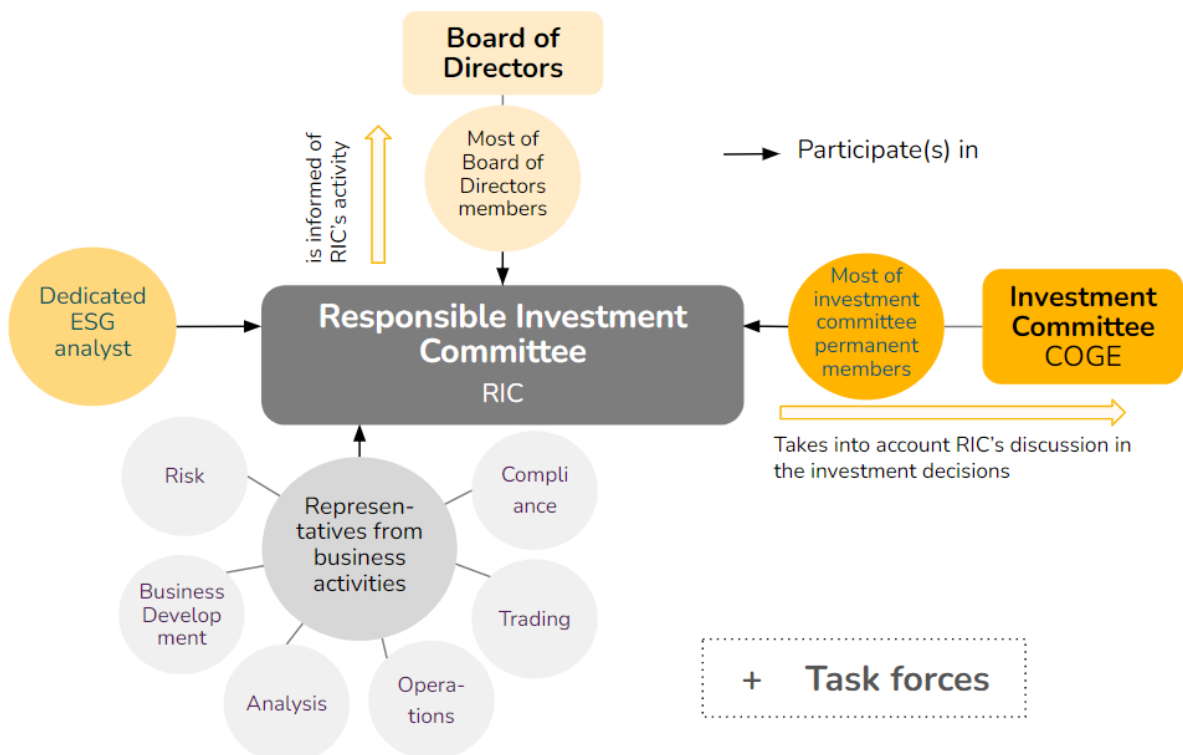 Board of
Directors
Most of
Board of
Directors
members
is informed of
RIC's activity
Participate(s) in
Dedicated
ESG
analyst
Responsible Investment
Committee
RIC
Most of
investment
committee
permanent
members
Investment
Committee
COGE
Takes into account RIC's discussion in
the investment decisions
Risk
Compli
ance
Represen-
tatives from
business
activities
Business
Develop
ment
Trading
Analysis
Opera-
tions
+ Task forces